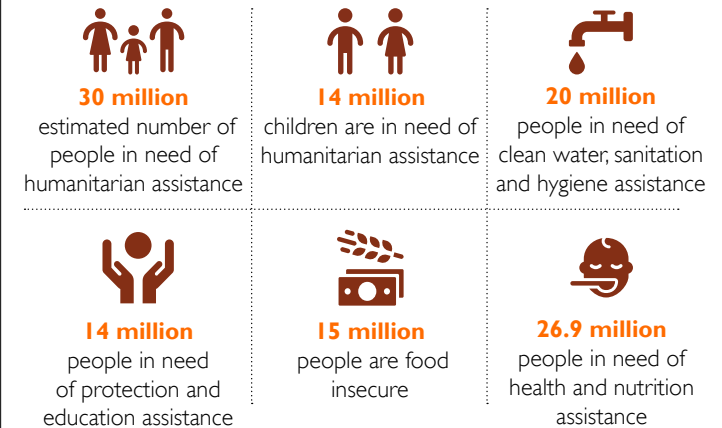 30 million
estimated number of
people in need of
humanitarian assistance
14 million
children are in need of
humanitarian assistance
20 million
people in need of
clean water, sanitation
and hygiene assistance
14 million
people in need
of protection and
education assistance
15 million
people are food
insecure
26.9 million
people in need of
health and nutrition
assistance